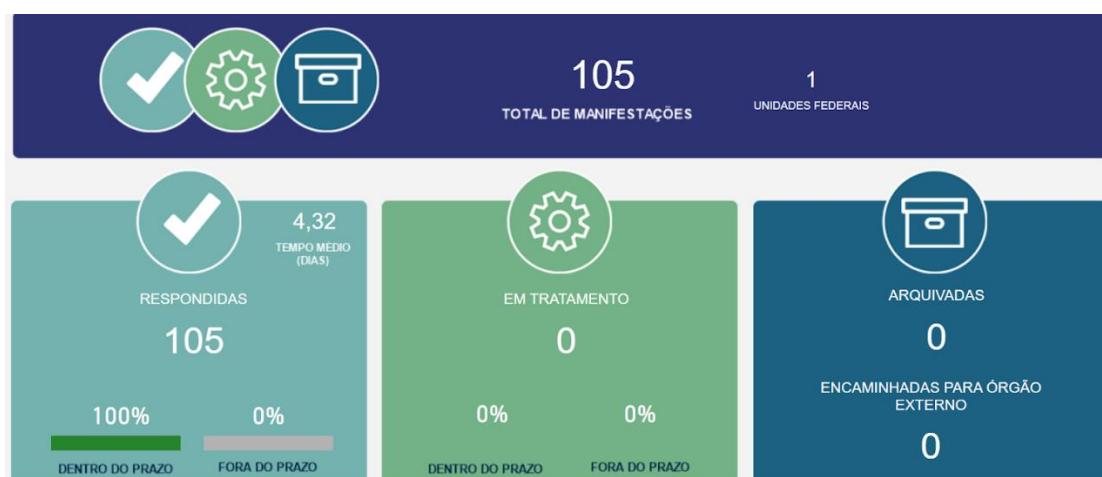 105
TOTAL DE MANIFESTAÇÕES
1
UNIDADES FEDERAIS
4,32
TEMPO MÉDIO
(DIAS)
RESPONDIDAS
105
100%
0%
DENTRO DO PRAZO
FORA DO PRAZO
EM TRATAMENTO
0
0%
0%
DENTRO DO PRAZO
FORA DO PRAZO
ARQUIVADAS
0
ENCAMINHADAS PARA ÓRGÃO
EXTERNO
0